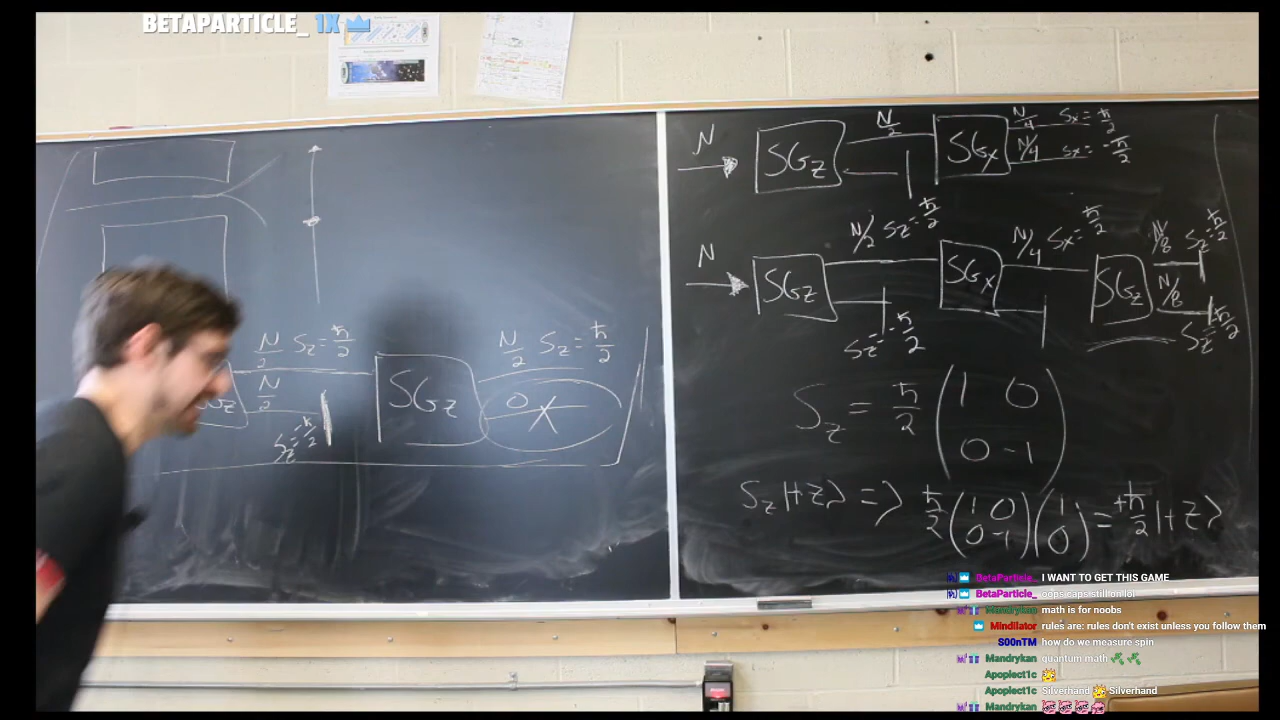 BETAPARTICLE_ 1X
N SGz N/2 SGx N/4 Sx = ħ/2
N/4 Sx = -ħ/2
N SGz N/2 Sz = ħ/2 SGx N/4 Sx = ħ/2 SGz N/8 Sz = ħ/2
Sz = -ħ/2 N/8
N/2 Sz = ħ/2 SGz N/2 Sz = ħ/2
N/2 0
Sz = -ħ/2
Sz = ħ/2 (1 0
0 -1)
Sz|+z⟩ => ħ/2 (1 0 0 -1)(1 0) = +ħ/2 |+z⟩
BetaParticle_ I WANT TO GET THIS GAME
BetaParticle_ oops caps still on lol
Mandrykan math is for noobs
Mindilator rules are: rules don't exist unless you follow them
S00nTM how do we measure spin
Mandrykan quantum math
Apoplect1c
Apoplect1c Silverhand Silverhand
Mandrykan